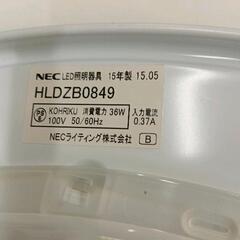 NEC LED照明器具 15年製 15.05
HLDZB0849
PSE KOHRIKU 消費電力 36W 入力電流
100V 50/60Hz 0.37A
NECライティング株式会社 B